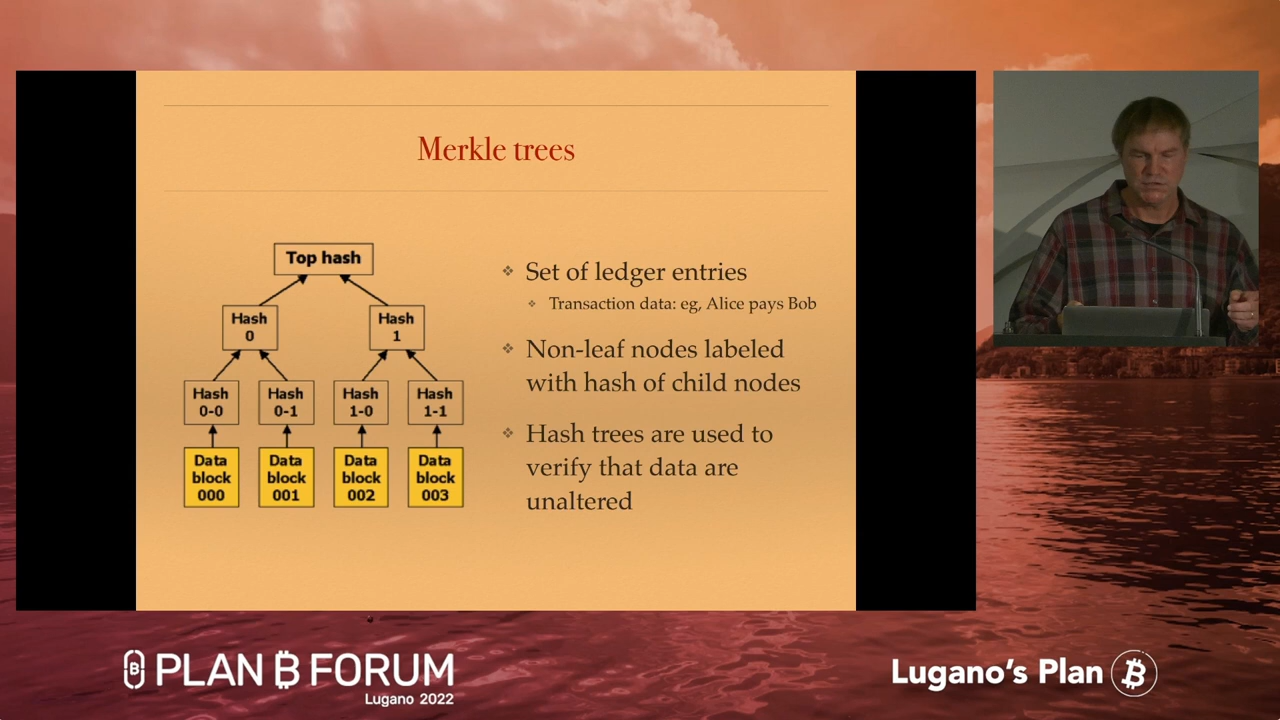 Merkle trees
Top hash
Hash
0
Hash
1
Hash
0-0
Hash
0-1
Hash
1-0
Hash
1-1
Data
block
000
Data
block
001
Data
block
002
Data
block
003
❖ Set of ledger entries
❖ Transaction data: eg, Alice pays Bob
❖ Non-leaf nodes labeled
with hash of child nodes
❖ Hash trees are used to
verify that data are
unaltered
PLAN ₿ FORUM
Lugano 2022
Lugano's Plan ₿